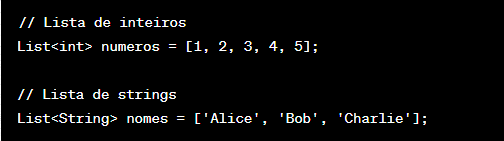 // Lista de inteiros
List<int> numeros = [1, 2, 3, 4, 5];
// Lista de strings
List<String> nomes = ['Alice', 'Bob', 'Charlie'];